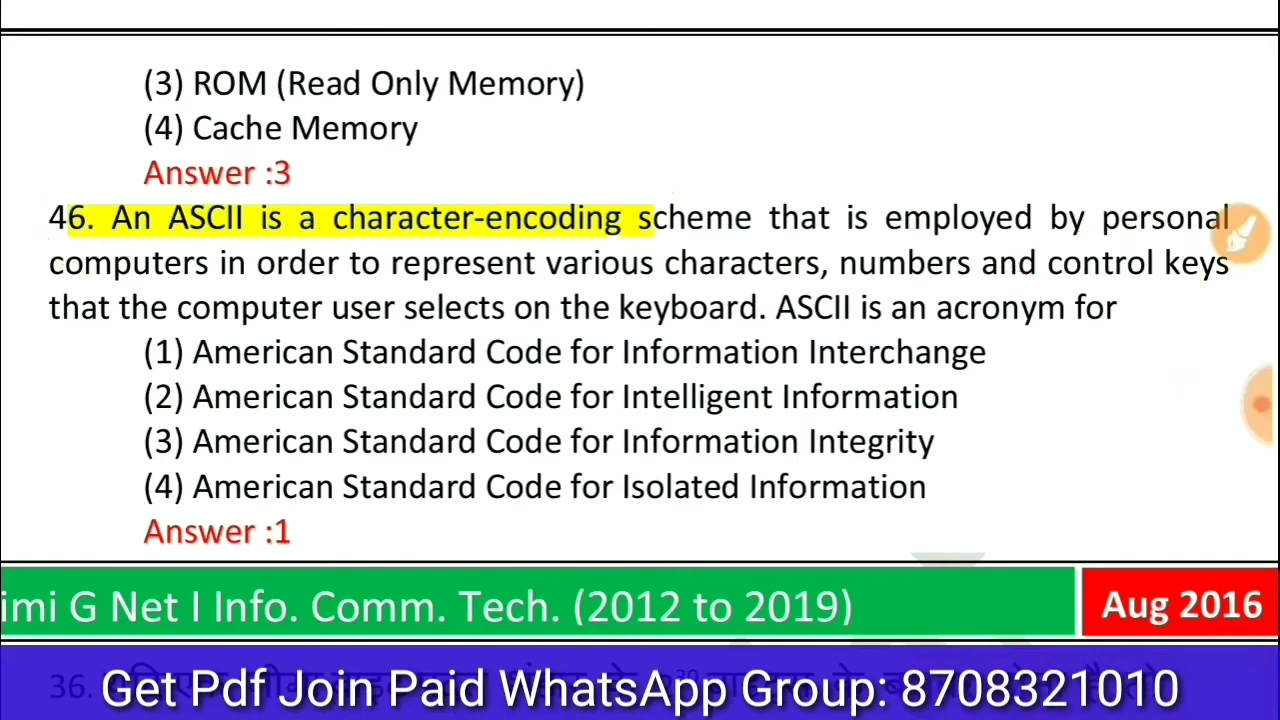 (3) ROM (Read Only Memory)
(4) Cache Memory
Answer :3
46. An ASCII is a character-encoding scheme that is employed by personal
computers in order to represent various characters, numbers and control keys
that the computer user selects on the keyboard. ASCII is an acronym for
(1) American Standard Code for Information Interchange
(2) American Standard Code for Intelligent Information
(3) American Standard Code for Information Integrity
(4) American Standard Code for Isolated Information
Answer :1
imi G Net I Info. Comm. Tech. (2012 to 2019)
Aug 2016
36.
Get Pdf Join Paid WhatsApp Group: 8708321010